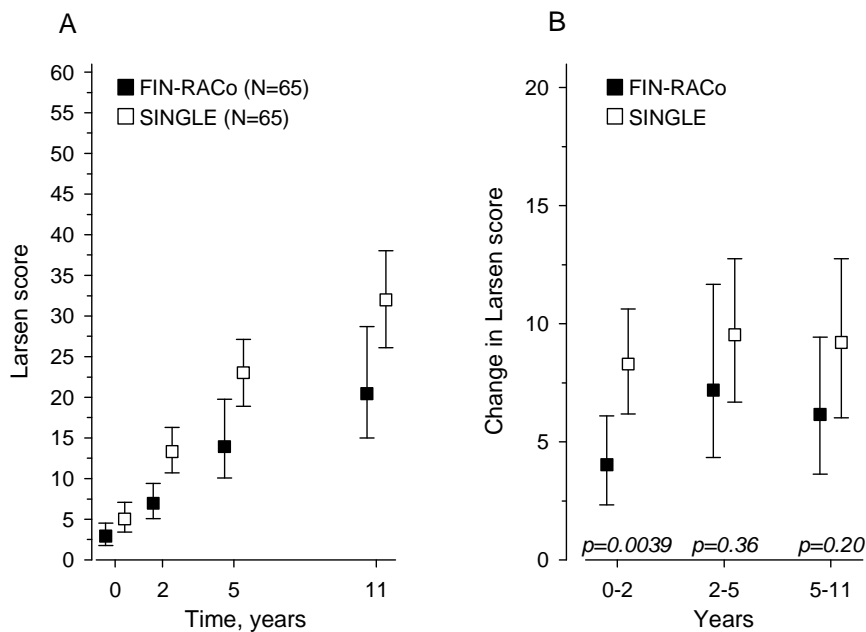 A
FIN-RACo (N=65)
SINGLE (N=65)
60
55
50
45
40
35
30
25
20
15
10
5
0
Larsen score
0 2 5 11
Time, years
B
FIN-RACo
SINGLE
20
15
10
5
0
Change in Larsen score
p=0.0039 p=0.36 p=0.20
0-2 2-5 5-11
Years